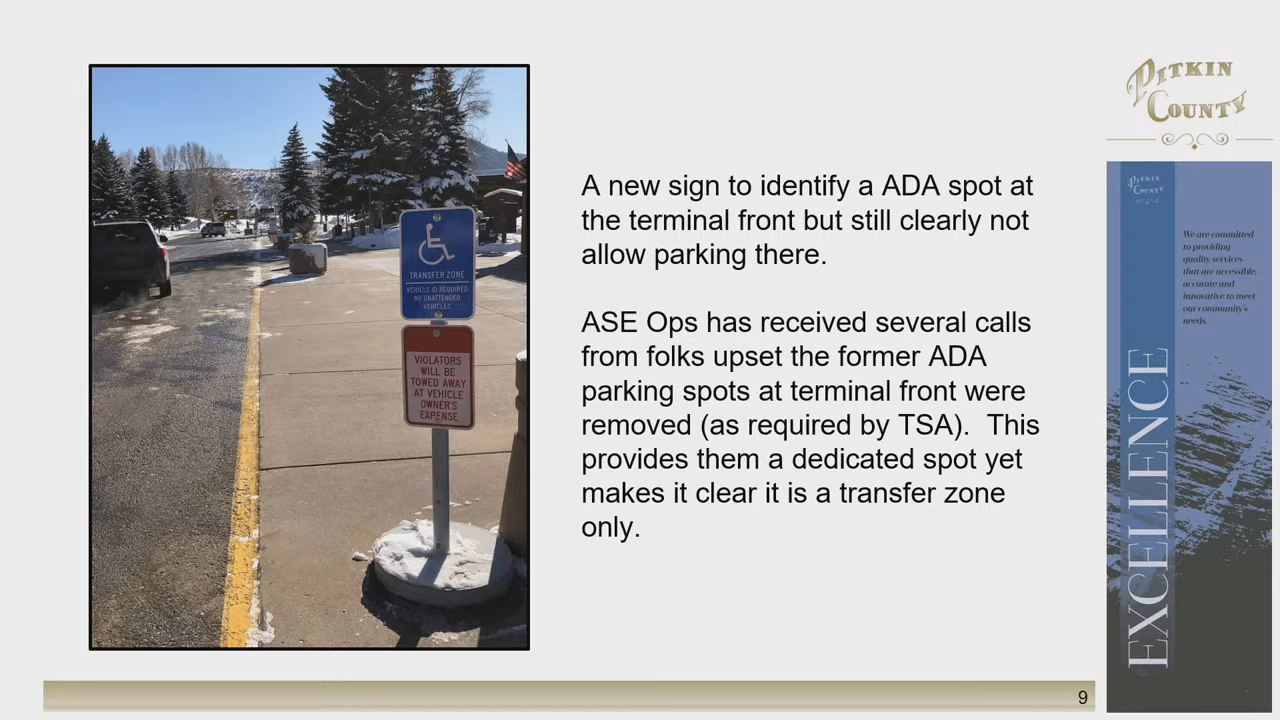 TRANSFER ZONE
VEHICLE ID REQUIRED
NO UNATTENDED
VEHICLES
VIOLATORS
WILL BE
TOWED AWAY
AT VEHICLE
OWNER'S
EXPENSE
A new sign to identify a ADA spot at
the terminal front but still clearly not
allow parking there.
ASE Ops has received several calls
from folks upset the former ADA
parking spots at terminal front were
removed (as required by TSA).  This
provides them a dedicated spot yet
makes it clear it is a transfer zone
only.
PITKIN
COUNTY
PITKIN
COUNTY
We are committed
to providing
quality services
that are accessible,
accurate and
innovative to meet
our community's
needs.
EXCELLENCE
9